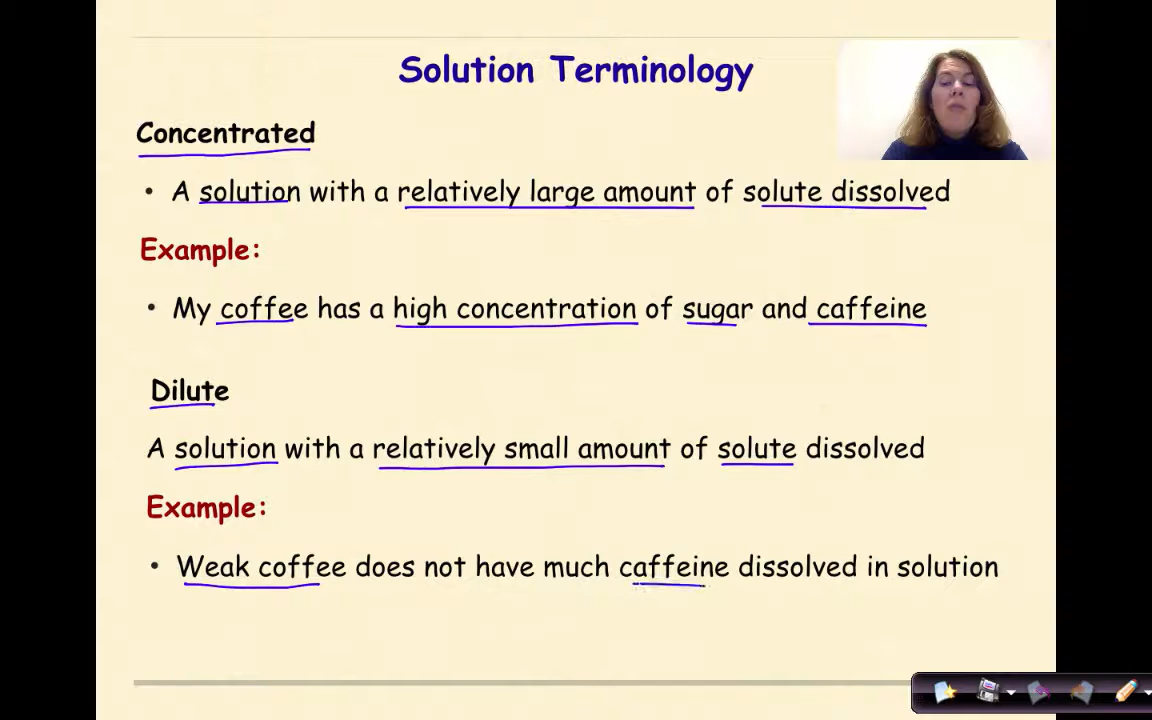 Solution Terminology
Concentrated
• A solution with a relatively large amount of solute dissolved
Example:
• My coffee has a high concentration of sugar and caffeine
Dilute
A solution with a relatively small amount of solute dissolved
Example:
• Weak coffee does not have much caffeine dissolved in solution